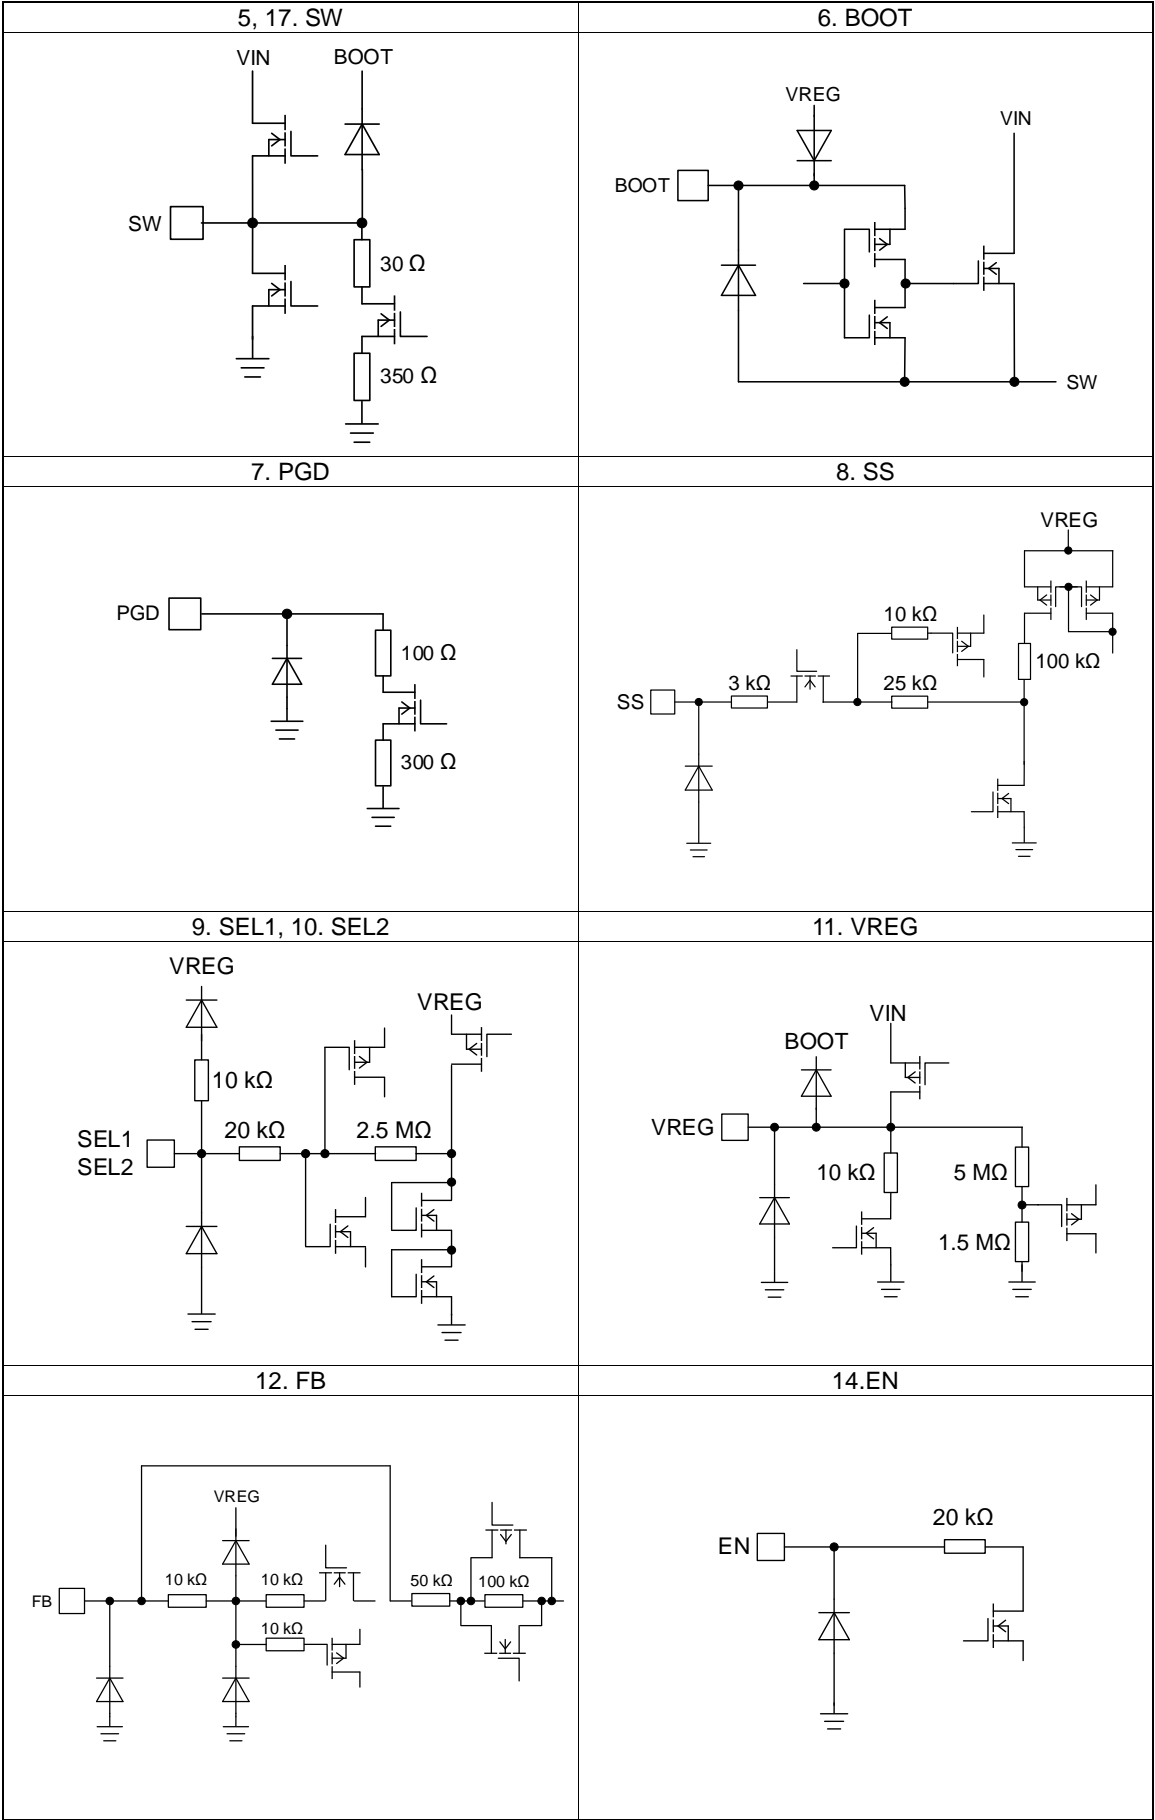 5, 17. SW
VIN
BOOT
SW
30 Ω
350 Ω
6. BOOT
VREG
VIN
BOOT
SW
7. PGD
PGD
100 Ω
300 Ω
8. SS
VREG
10 kΩ
100 kΩ
3 kΩ
25 kΩ
SS
9. SEL1, 10. SEL2
VREG
VREG
10 kΩ
20 kΩ
2.5 MΩ
SEL1
SEL2
11. VREG
VIN
BOOT
VREG
10 kΩ
5 MΩ
1.5 MΩ
12. FB
VREG
10 kΩ
10 kΩ
50 kΩ
100 kΩ
FB
10 kΩ
14.EN
20 kΩ
EN